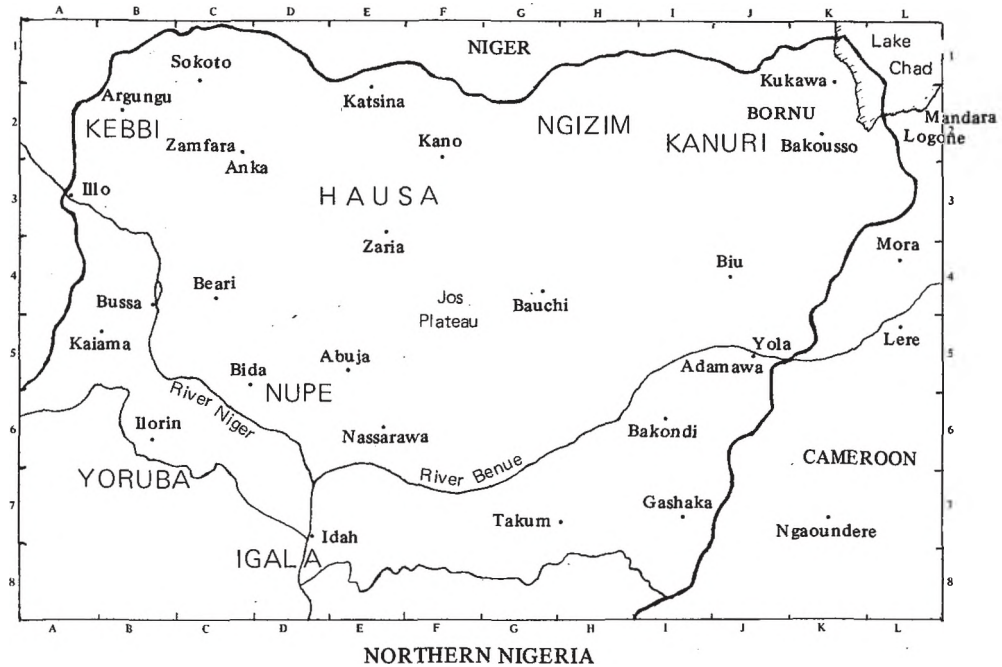 A B C D E F G H I J K L
1 NIGER Lake 1
Sokoto Chad
Kukawa
Argungu Katsina BORNU
2 KEBBI NGIZIM KANURI Mandara
Zamfara Kano Bakousso Logone 2
Anka
3 Illo HAUSA 3
Zaria Mora
4 Beari Biu 4
Bussa Jos Bauchi
Plateau
Kaiama Abuja Yola Lere
5 Bida NUPE Adamawa 5
River Niger
6 Ilorin Nassarawa Bakondi 6
YORUBA River Benue CAMEROON
7 Takum Gashaka Ngaoundere 7
Idah
IGALA
8 8
A B C D E F G H I J K L
NORTHERN NIGERIA